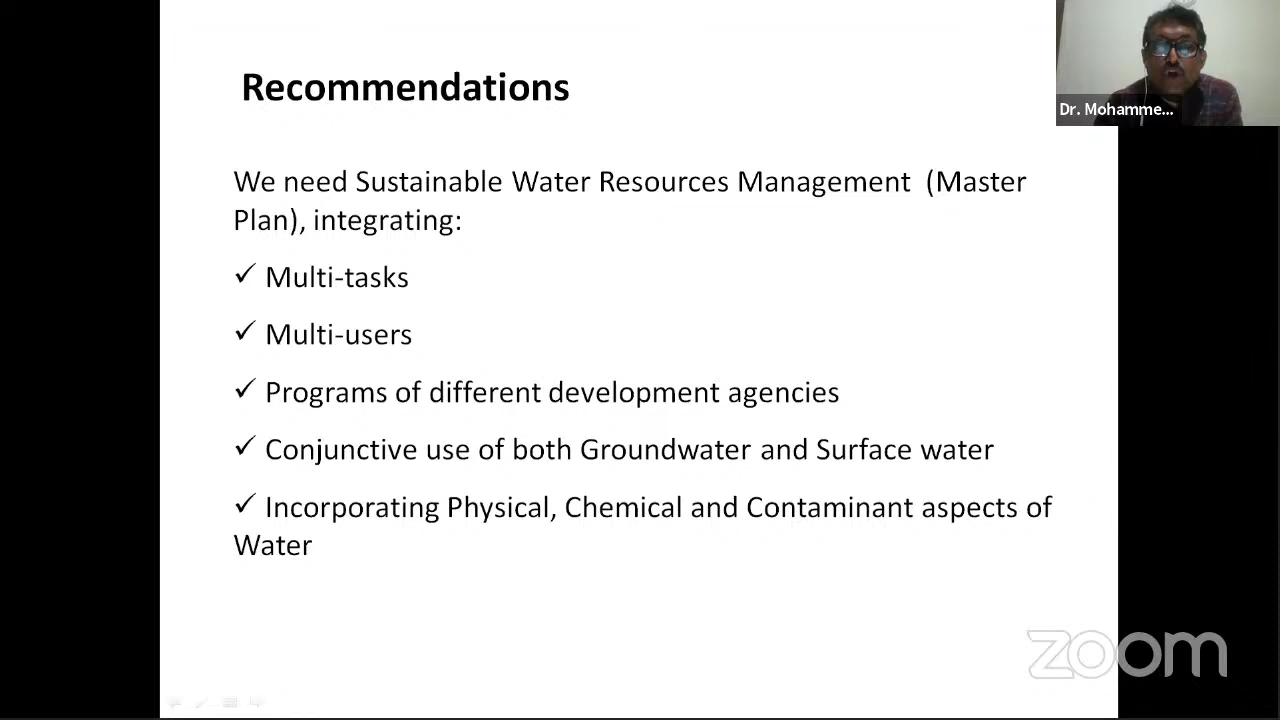 Recommendations
Dr. Mohamme...
We need Sustainable Water Resources Management (Master
Plan), integrating:
✓ Multi-tasks
✓ Multi-users
✓ Programs of different development agencies
✓ Conjunctive use of both Groundwater and Surface water
✓ Incorporating Physical, Chemical and Contaminant aspects of
Water
zoom